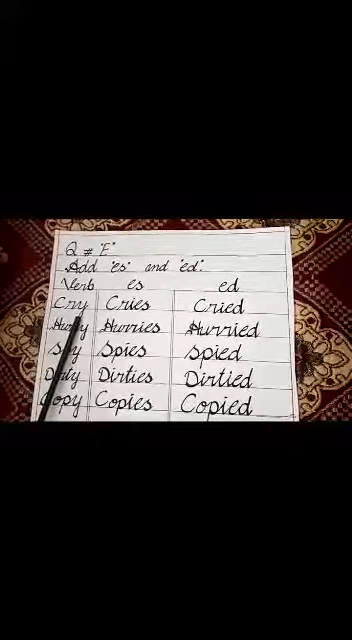 Q # "E"
Add "es" and "ed".
Verb es ed
Cry Cries Cried
Hurry Hurries Hurried
Spy Spies Spied
Dirty Dirties Dirtied
Copy Copies Copied